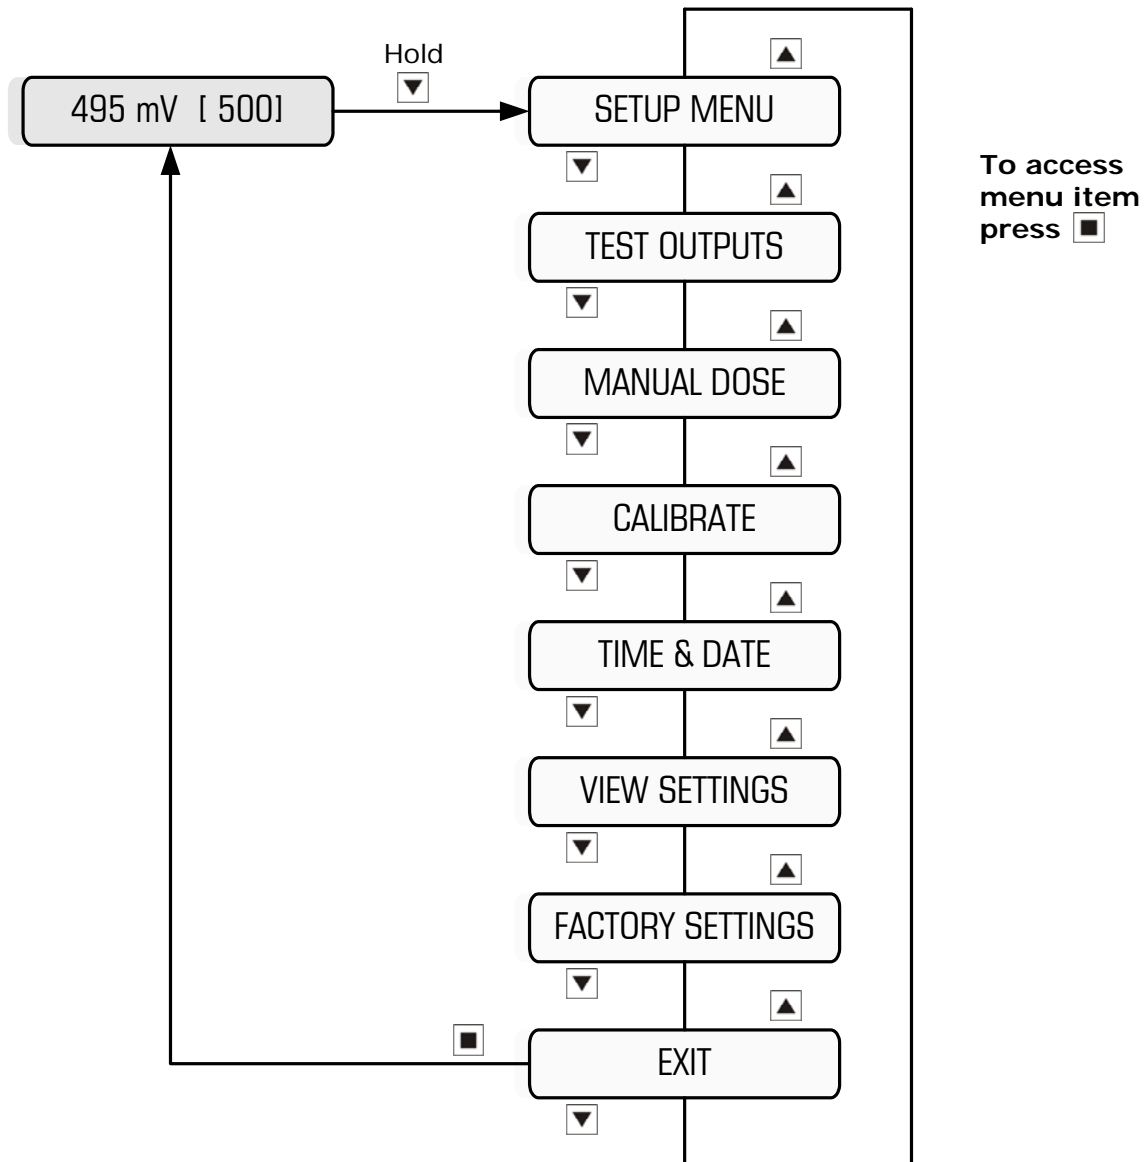 Hold
495 mV [ 500]
SETUP MENU
To access
menu item
press
TEST OUTPUTS
MANUAL DOSE
CALIBRATE
TIME & DATE
VIEW SETTINGS
FACTORY SETTINGS
EXIT